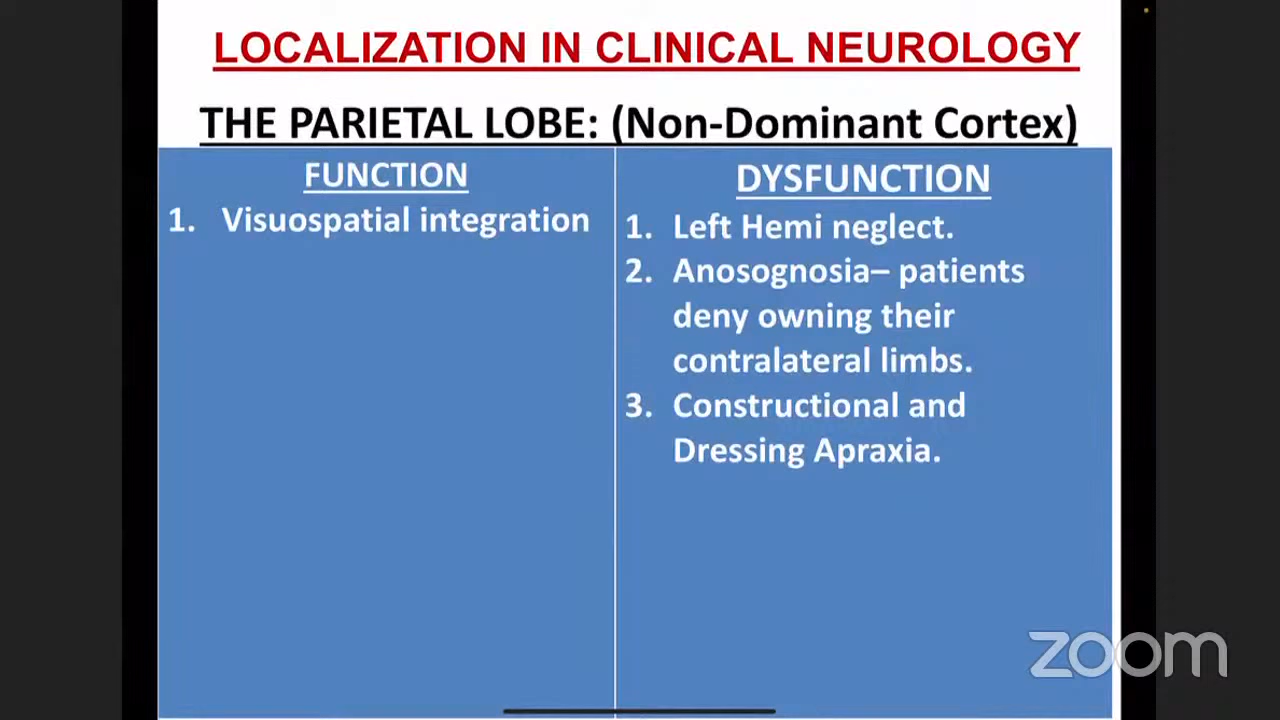 LOCALIZATION IN CLINICAL NEUROLOGY
THE PARIETAL LOBE: (Non-Dominant Cortex)
FUNCTION
1. Visuospatial integration
DYSFUNCTION
1. Left Hemi neglect.
2. Anosognosia– patients
deny owning their
contralateral limbs.
3. Constructional and
Dressing Apraxia.
zoom